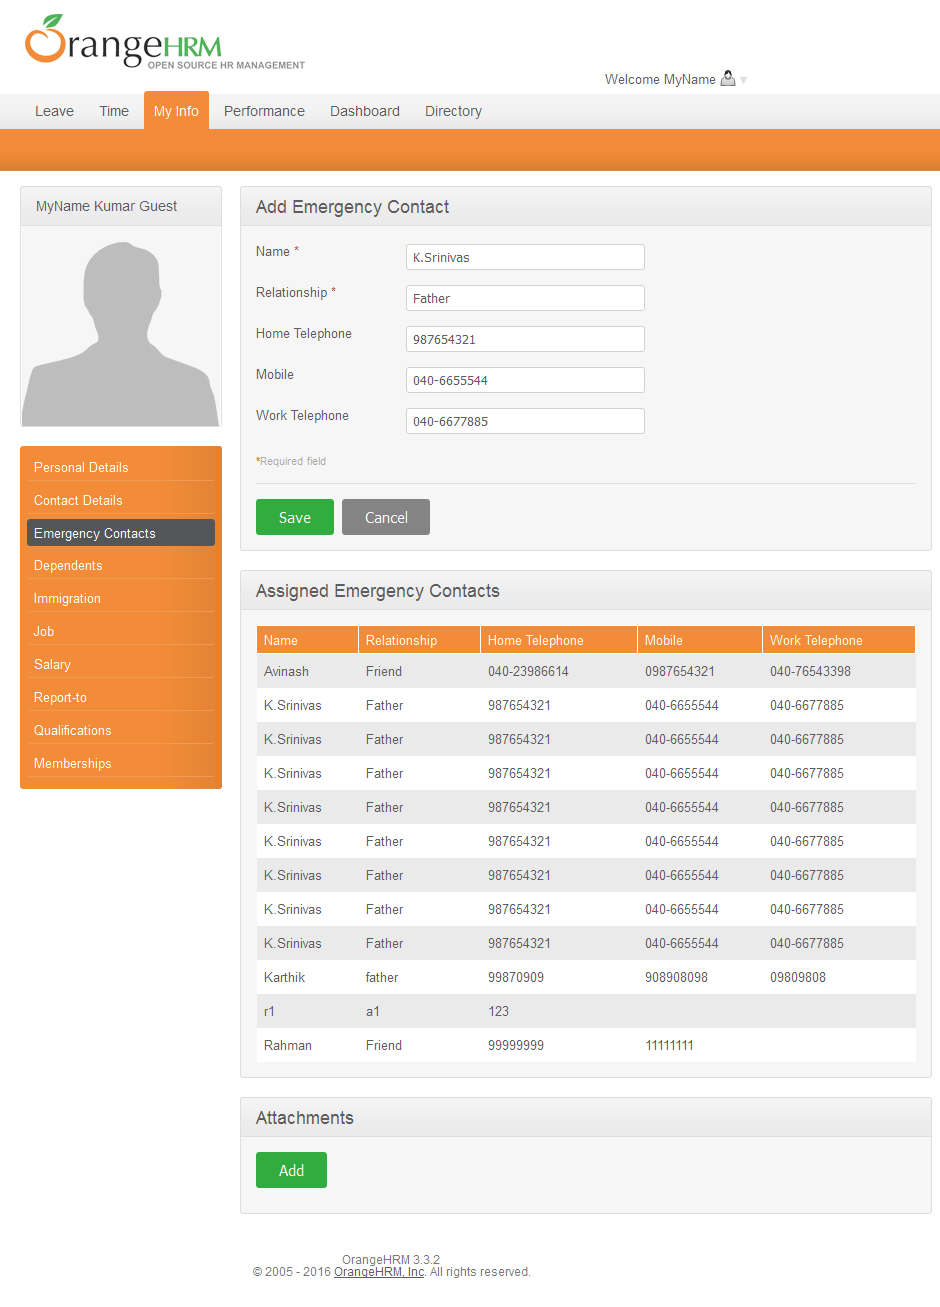 OrangeHRM
OPEN SOURCE HR MANAGEMENT
Welcome MyName
Leave Time My Info Performance Dashboard Directory
MyName Kumar Guest
Personal Details
Contact Details
Emergency Contacts
Dependents
Immigration
Job
Salary
Report-to
Qualifications
Memberships
Add Emergency Contact
Name * K.Srinivas
Relationship * Father
Home Telephone 987654321
Mobile 040-6655544
Work Telephone 040-6677885
*Required field
Save Cancel
Assigned Emergency Contacts
Name Relationship Home Telephone Mobile Work Telephone
Avinash Friend 040-23986614 0987654321 040-76543398
K.Srinivas Father 987654321 040-6655544 040-6677885
K.Srinivas Father 987654321 040-6655544 040-6677885
K.Srinivas Father 987654321 040-6655544 040-6677885
K.Srinivas Father 987654321 040-6655544 040-6677885
K.Srinivas Father 987654321 040-6655544 040-6677885
K.Srinivas Father 987654321 040-6655544 040-6677885
K.Srinivas Father 987654321 040-6655544 040-6677885
K.Srinivas Father 987654321 040-6655544 040-6677885
Karthik father 99870909 908908098 09809808
r1 a1 123
Rahman Friend 99999999 11111111
Attachments
Add
OrangeHRM 3.3.2
© 2005 - 2016 OrangeHRM, Inc. All rights reserved.